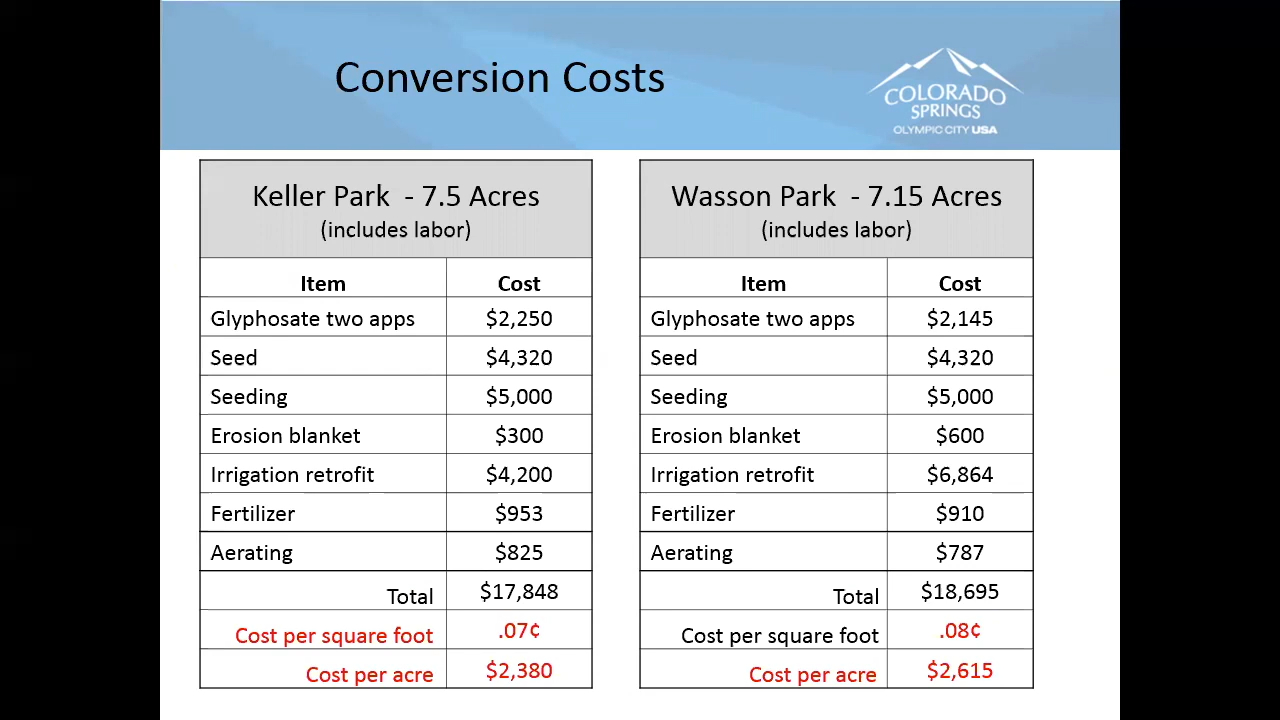 Conversion Costs
COLORADO
SPRINGS
OLYMPIC CITY USA
Keller Park - 7.5 Acres
(includes labor)
Item Cost
Glyphosate two apps $2,250
Seed $4,320
Seeding $5,000
Erosion blanket $300
Irrigation retrofit $4,200
Fertilizer $953
Aerating $825
Total $17,848
Cost per square foot .07¢
Cost per acre $2,380
Wasson Park - 7.15 Acres
(includes labor)
Item Cost
Glyphosate two apps $2,145
Seed $4,320
Seeding $5,000
Erosion blanket $600
Irrigation retrofit $6,864
Fertilizer $910
Aerating $787
Total $18,695
Cost per square foot .08¢
Cost per acre $2,615